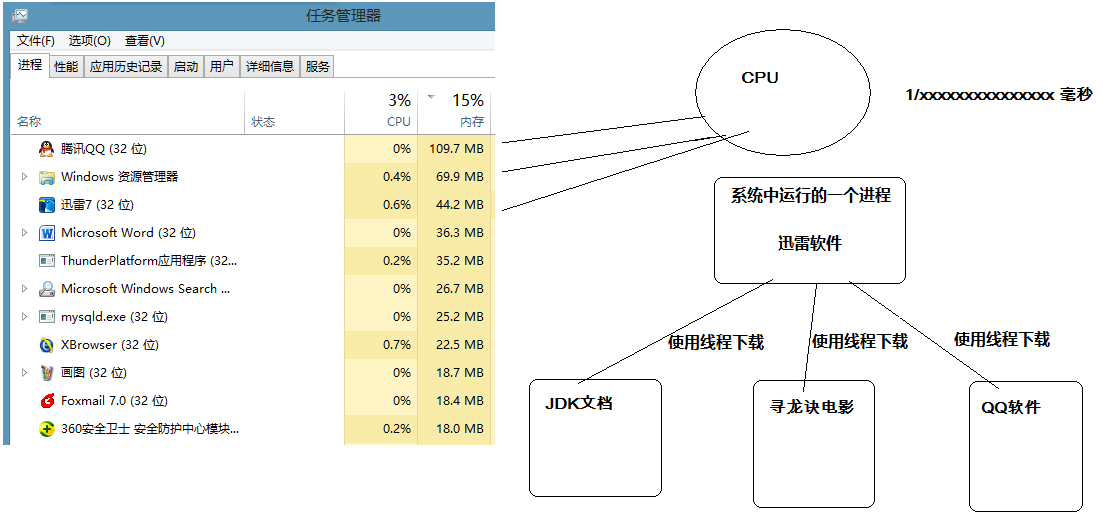 任务管理器
文件(F) 选项(O) 查看(V)
进程 性能 应用历史记录 启动 用户 详细信息 服务
3% 15%
名称 状态 CPU 内存
腾讯QQ (32 位) 0% 109.7 MB
Windows 资源管理器 0.4% 69.9 MB
迅雷7 (32 位) 0.6% 44.2 MB
Microsoft Word (32 位) 0% 36.3 MB
ThunderPlatform应用程序 (32... 0.2% 35.2 MB
Microsoft Windows Search ... 0% 26.7 MB
mysqld.exe (32 位) 0% 25.2 MB
XBrowser (32 位) 0.7% 22.5 MB
画图 (32 位) 0% 18.7 MB
Foxmail 7.0 (32 位) 0% 18.4 MB
360安全卫士 安全防护中心模块... 0.2% 18.0 MB
CPU
1/xxxxxxxxxxxxxxx 毫秒
系统中运行的一个进程
迅雷软件
使用线程下载 使用线程下载 使用线程下载
JDK文档 寻龙诀电影 QQ软件